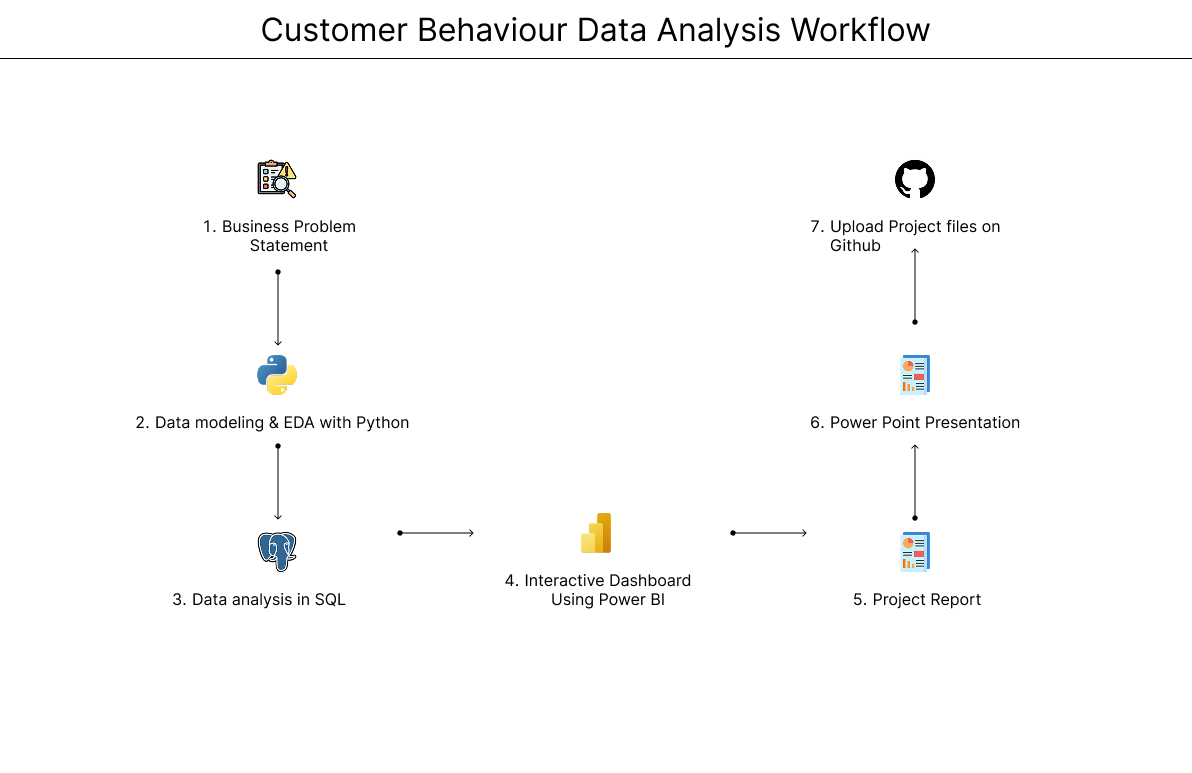 Customer Behaviour Data Analysis Workflow
1. Business Problem
Statement
2. Data modeling & EDA with Python
3. Data analysis in SQL
4. Interactive Dashboard
Using Power BI
5. Project Report
6. Power Point Presentation
7. Upload Project files on
Github